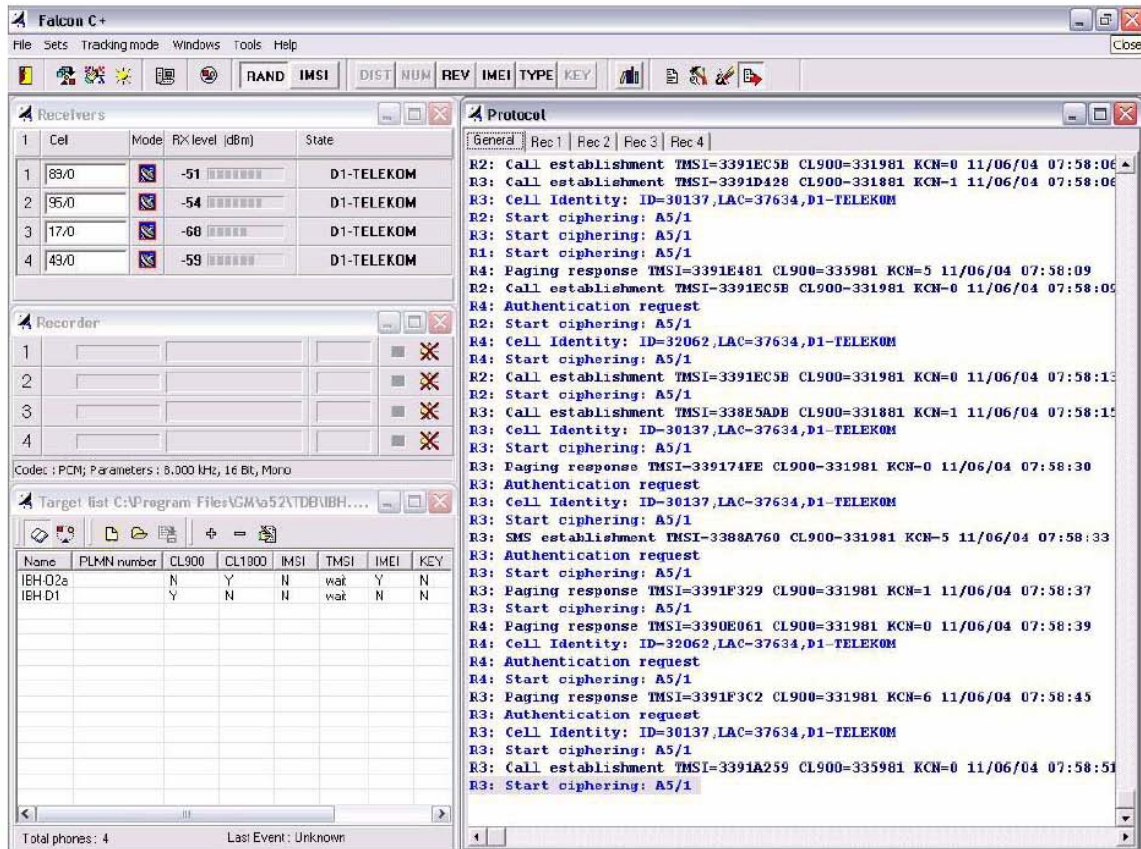 Falcon C+
File Sets Tracking mode Windows Tools Help
Close
RAND IMSI DIST NUM REV IMEI TYPE KEY
Receivers
1 Cel Mode RX level (dBm) State
1 89/0 -51 D1-TELEKOM
2 95/0 -54 D1-TELEKOM
3 17/0 -68 D1-TELEKOM
4 49/0 -59 D1-TELEKOM
Recorder
1
2
3
4
Codec : PCM; Parameters : 8.000 kHz, 16 Bit, Mono
Target list C:\Program Files\GM\a52\TDB\IBH....
Name PLMN number CL900 CL1800 IMSI TMSI IMEI KEY
IBH-O2a N Y N wait Y N
IBH-D1 Y N N wait N N
Total phones : 4 Last Event : Unknown
Protocol
General Rec 1 Rec 2 Rec 3 Rec 4
R2: Call establishment TMSI=3391EC5B CL900=331981 KCN=0 11/06/04 07:58:06
R3: Call establishment TMSI=3391D428 CL900=331881 KCN=1 11/06/04 07:58:06
R3: Cell Identity: ID=30137,LAC=37634,D1-TELEKOM
R2: Start ciphering: A5/1
R3: Start ciphering: A5/1
R1: Start ciphering: A5/1
R4: Paging response TMSI=3391E481 CL900=335981 KCN=5 11/06/04 07:58:09
R2: Call establishment TMSI=3391EC5B CL900=331981 KCN=0 11/06/04 07:58:09
R4: Authentication request
R2: Start ciphering: A5/1
R4: Cell Identity: ID=32062,LAC=37634,D1-TELEKOM
R4: Start ciphering: A5/1
R2: Call establishment TMSI=3391EC5B CL900=331981 KCN=0 11/06/04 07:58:13
R2: Start ciphering: A5/1
R3: Call establishment TMSI=338E5ADB CL900=331881 KCN=1 11/06/04 07:58:15
R3: Cell Identity: ID=30137,LAC=37634,D1-TELEKOM
R3: Start ciphering: A5/1
R3: Paging response TMSI=339174FE CL900=331981 KCN=0 11/06/04 07:58:30
R3: Authentication request
R3: Cell Identity: ID=30137,LAC=37634,D1-TELEKOM
R3: Start ciphering: A5/1
R3: SMS establishment TMSI=3388A760 CL900=331981 KCN=5 11/06/04 07:58:33
R3: Authentication request
R3: Start ciphering: A5/1
R3: Paging response TMSI=3391F329 CL900=331981 KCN=1 11/06/04 07:58:37
R3: Start ciphering: A5/1
R4: Paging response TMSI=3390E061 CL900=331981 KCN=0 11/06/04 07:58:39
R4: Cell Identity: ID=32062,LAC=37634,D1-TELEKOM
R4: Authentication request
R4: Start ciphering: A5/1
R3: Paging response TMSI=3391F3C2 CL900=331981 KCN=6 11/06/04 07:58:45
R3: Authentication request
R3: Cell Identity: ID=30137,LAC=37634,D1-TELEKOM
R3: Start ciphering: A5/1
R3: Call establishment TMSI=3391A259 CL900=335981 KCN=0 11/06/04 07:58:51
R3: Start ciphering: A5/1